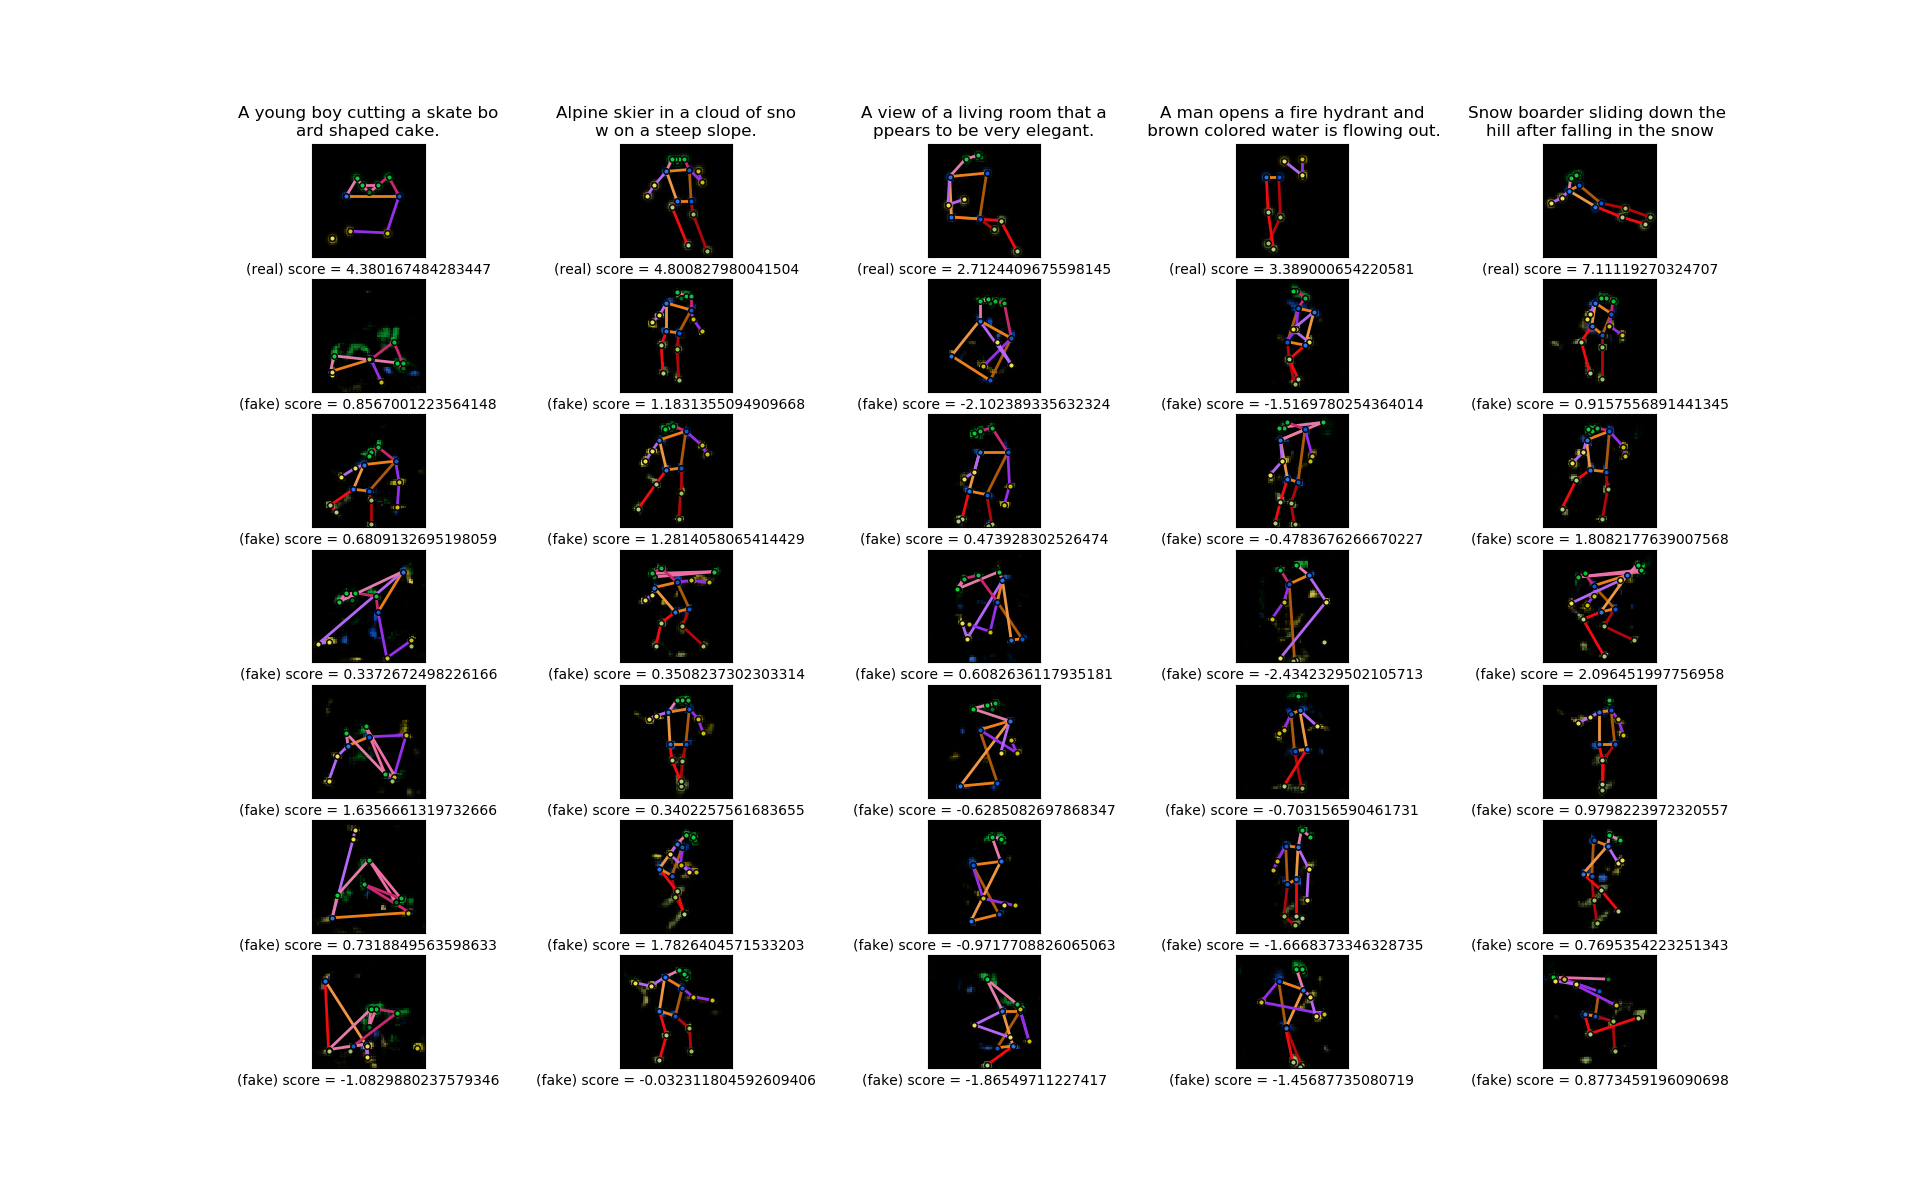 A young boy cutting a skate bo
ard shaped cake.
Alpine skier in a cloud of sno
w on a steep slope.
A view of a living room that a
ppears to be very elegant.
A man opens a fire hydrant and
brown colored water is flowing out.
Snow boarder sliding down the
hill after falling in the snow
(real) score = 4.380167484283447
(real) score = 4.800827980041504
(real) score = 2.7124409675598145
(real) score = 3.389000654220581
(real) score = 7.11119270324707
(fake) score = 0.8567001223564148
(fake) score = 1.1831355094909668
(fake) score = -2.102389335632324
(fake) score = -1.5169780254364014
(fake) score = 0.9157556891441345
(fake) score = 0.6809132695198059
(fake) score = 1.2814058065414429
(fake) score = 0.473928302526474
(fake) score = -0.4783676266670227
(fake) score = 1.8082177639007568
(fake) score = 0.3372672498226166
(fake) score = 0.3508237302303314
(fake) score = 0.6082636117935181
(fake) score = -2.4342329502105713
(fake) score = 2.096451997756958
(fake) score = 1.6356661319732666
(fake) score = 0.3402257561683655
(fake) score = -0.6285082697868347
(fake) score = -0.703156590461731
(fake) score = 0.9798223972320557
(fake) score = 0.7318849563598633
(fake) score = 1.7826404571533203
(fake) score = -0.9717708826065063
(fake) score = -1.6668373346328735
(fake) score = 0.7695354223251343
(fake) score = -1.0829880237579346
(fake) score = -0.032311804592609406
(fake) score = -1.86549711227417
(fake) score = -1.45687735080719
(fake) score = 0.8773459196090698